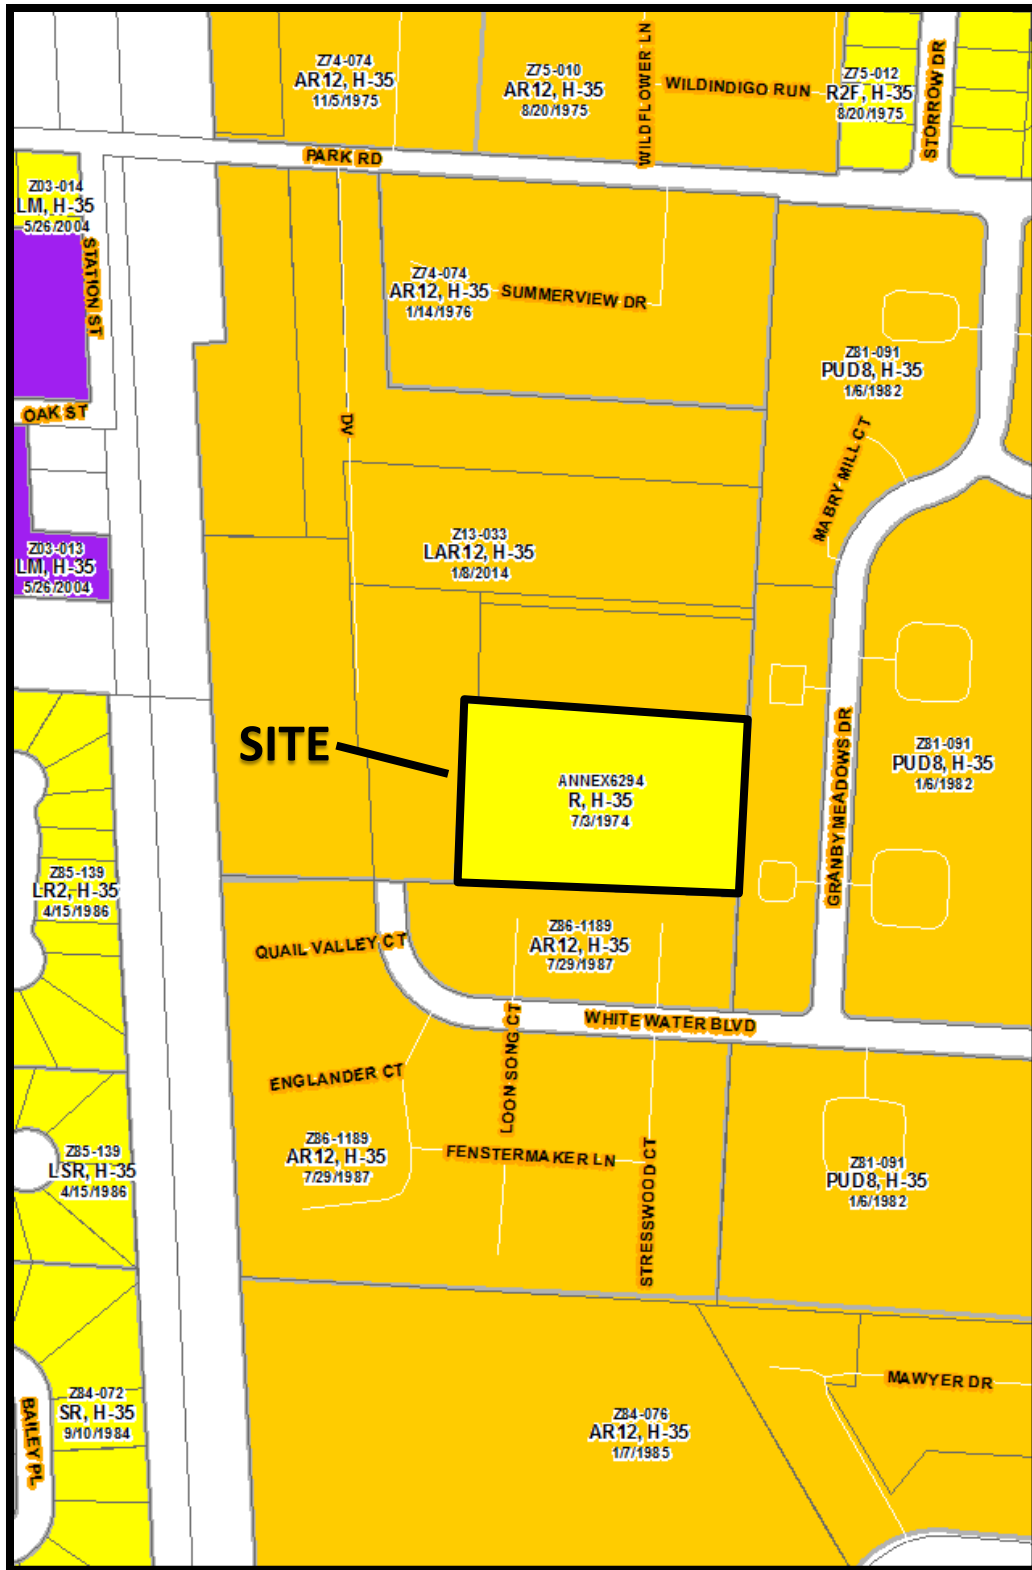 Z74-074
AR12, H-35
11/5/1975
Z75-010
AR12, H-35
8/20/1975
WILDFLOWER LN
WILDINDIGO RUN
Z75-012
R2F, H-35
8/20/1975
STORROW DR
PARK RD
Z03-014
LM, H-35
5/26/2004
STATION ST
Z74-074
AR12, H-35
1/14/1976
SUMMERVIEW DR
Z81-091
PUD8, H-35
1/6/1982
OAK ST
DV
MABRY MILL CT
Z03-013
LM, H-35
5/26/2004
Z13-033
LAR12, H-35
1/8/2014
SITE
ANNEX6294
R, H-35
7/3/1974
GRANBY MEADOWS DR
Z81-091
PUD8, H-35
1/6/1982
Z85-139
LR2, H-35
4/15/1986
QUAIL VALLEY CT
Z86-1189
AR12, H-35
7/29/1987
WHITE WATER BLVD
LOON SONG CT
ENGLANDER CT
Z85-139
LSR, H-35
4/15/1986
Z86-1189
AR12, H-35
7/29/1987
FENSTERMAKER LN
STRESSWOOD CT
Z81-091
PUD8, H-35
1/6/1982
Z84-072
SR, H-35
9/10/1984
BAILEY PL
Z84-076
AR12, H-35
1/7/1985
MAWYER DR